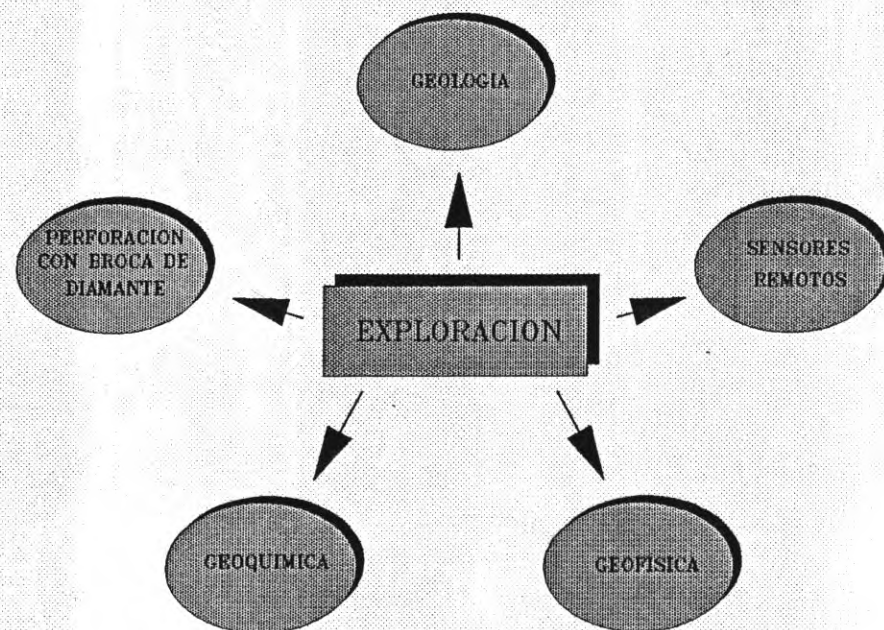 GEOLOGIA
PERFORACION
CON BROCA DE
DIAMANTE
SENSORES
REMOTOS
EXPLORACION
GEOQUIMICA
GEOFISICA